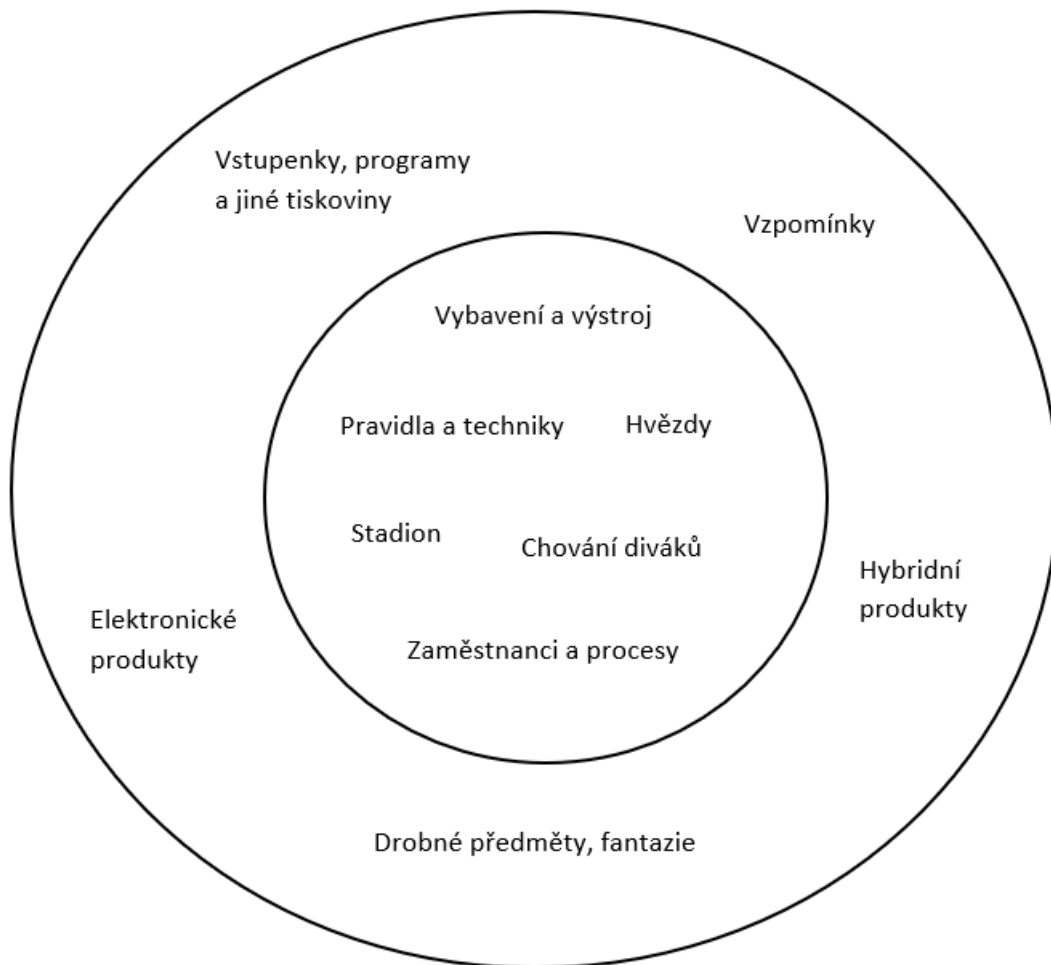 Vstupenky, programy
a jiné tiskoviny
Vzpomínky
Vybavení a výstroj
Pravidla a techniky
Hvězdy
Stadion
Chování diváků
Hybridní
produkty
Elektronické
produkty
Zaměstnanci a procesy
Drobné předměty, fantazie